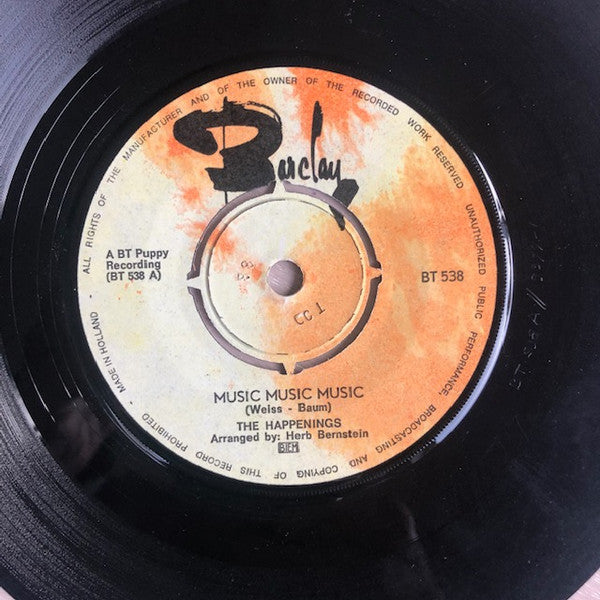 ALL RIGHTS OF THE MANUFACTURER AND OF THE OWNER OF THE RECORDED WORK RESERVED
UNAUTHORIZED PUBLIC PERFORMANCE, BROADCASTING AND COPYING OF THIS RECORD PROHIBITED - MADE IN HOLLAND -
Barclay
A BT Puppy
Recording
(BT 538 A)
BT 538
CC 1
MUSIC MUSIC MUSIC
(Weiss - Baum)
THE HAPPENINGS
Arranged by: Herb Bernstein
BIEM